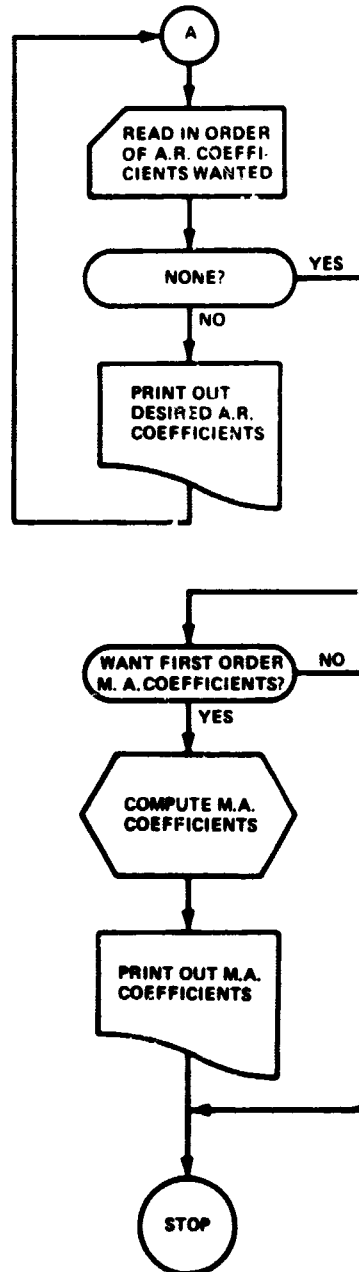 A
READ IN ORDER
OF A.R. COEFFI-
CIENTS WANTED
NONE?
YES
NO
PRINT OUT
DESIRED A.R.
COEFFICIENTS
WANT FIRST ORDER
M. A. COEFFICIENTS?
NO
YES
COMPUTE M.A.
COEFFICIENTS
PRINT OUT M.A.
COEFFICIENTS
STOP